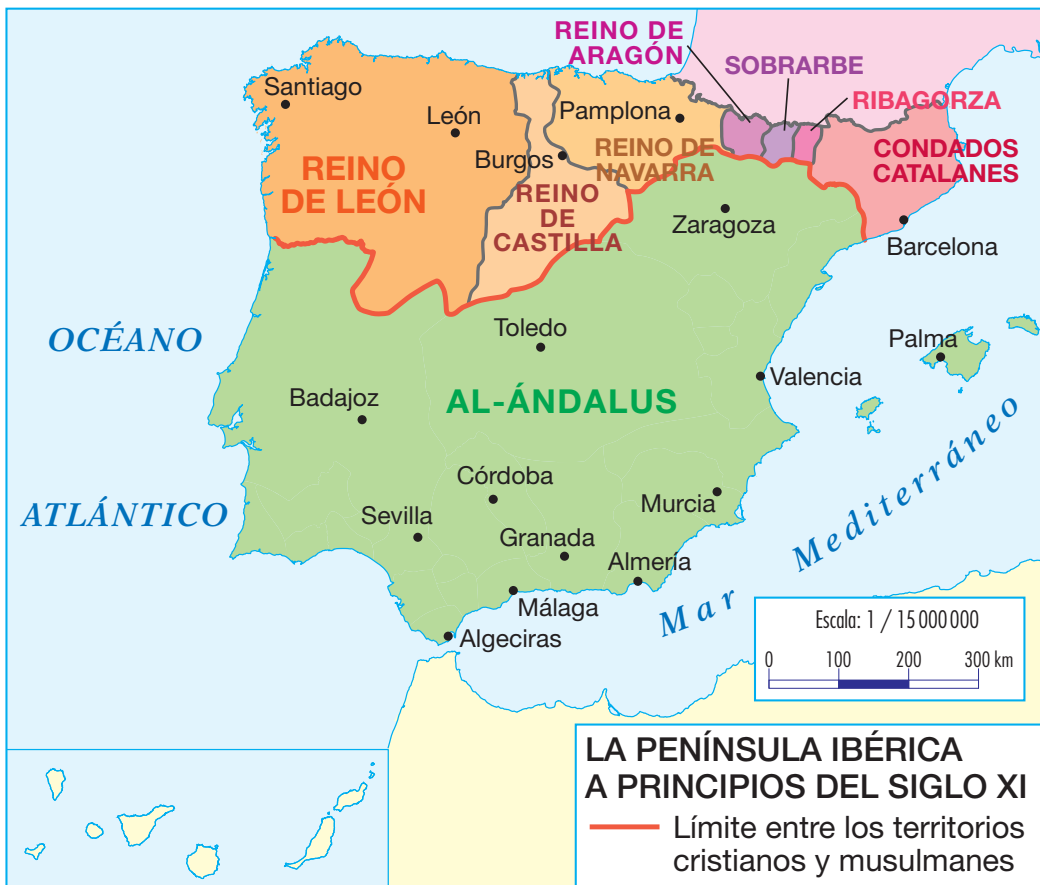 REINO DE
ARAGÓN
SOBRARBE
RIBAGORZA
Santiago
León
Pamplona
Burgos
REINO DE
NAVARRA
CONDADOS
CATALANES
REINO
DE LEÓN
REINO
DE
CASTILLA
Zaragoza
Barcelona
OCÉANO
Toledo
Palma
Valencia
Badajoz
AL-ÁNDALUS
Córdoba
Murcia
ATLÁNTICO
Sevilla
Granada
Almería
Mar Mediterráneo
Málaga
Algeciras
Escala: 1 / 15 000 000
0 100 200 300 km
LA PENÍNSULA IBÉRICA
A PRINCIPIOS DEL SIGLO XI
Límite entre los territorios
cristianos y musulmanes